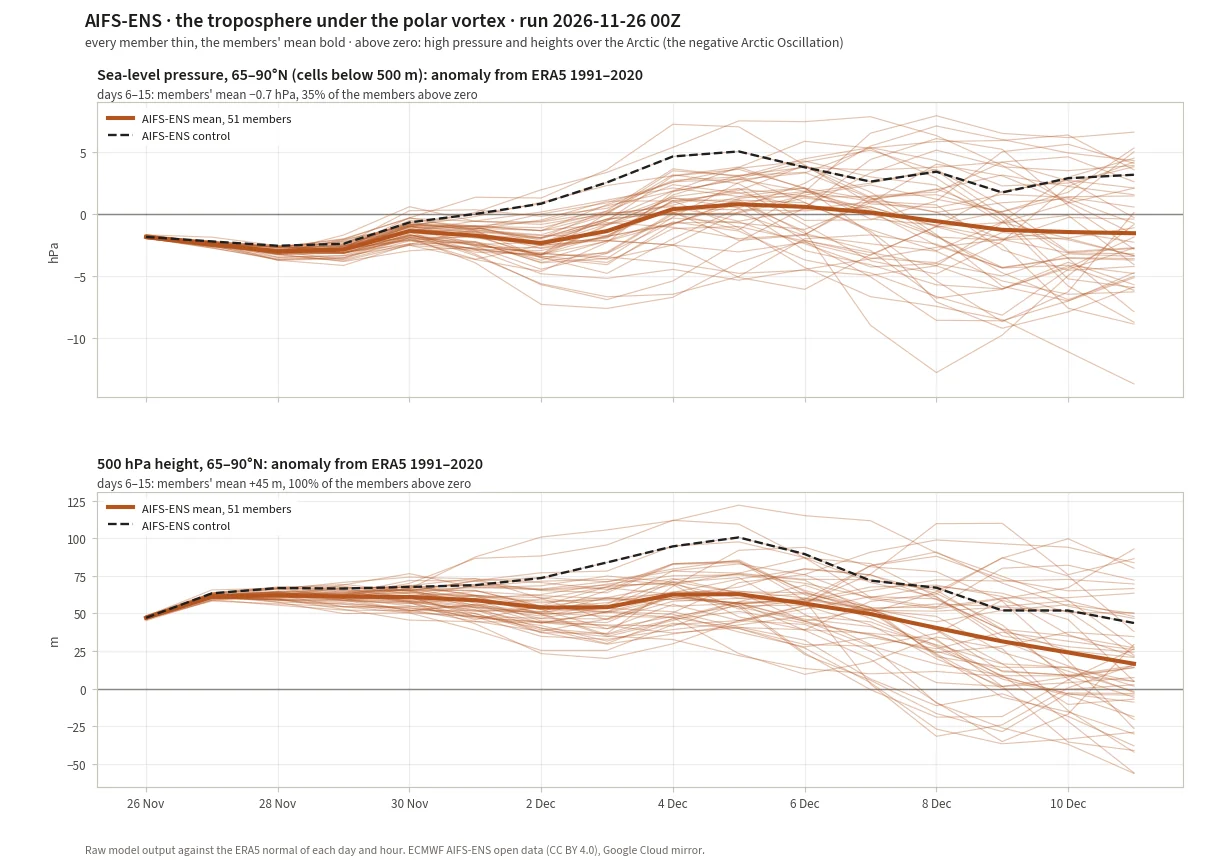 AIFS-ENS · the troposphere under the polar vortex · run 2026-11-26 00Z
every member thin, the members' mean bold · above zero: high pressure and heights over the Arctic (the negative Arctic Oscillation)
Sea-level pressure, 65–90°N (cells below 500 m): anomaly from ERA5 1991–2020
days 6–15: members' mean −0.7 hPa, 35% of the members above zero
AIFS-ENS mean, 51 members
AIFS-ENS control
5
0
−5
−10
hPa
500 hPa height, 65–90°N: anomaly from ERA5 1991–2020
days 6–15: members' mean +45 m, 100% of the members above zero
AIFS-ENS mean, 51 members
AIFS-ENS control
125
100
75
50
25
0
−25
−50
m
26 Nov 28 Nov 30 Nov 2 Dec 4 Dec 6 Dec 8 Dec 10 Dec
Raw model output against the ERA5 normal of each day and hour. ECMWF AIFS-ENS open data (CC BY 4.0), Google Cloud mirror.